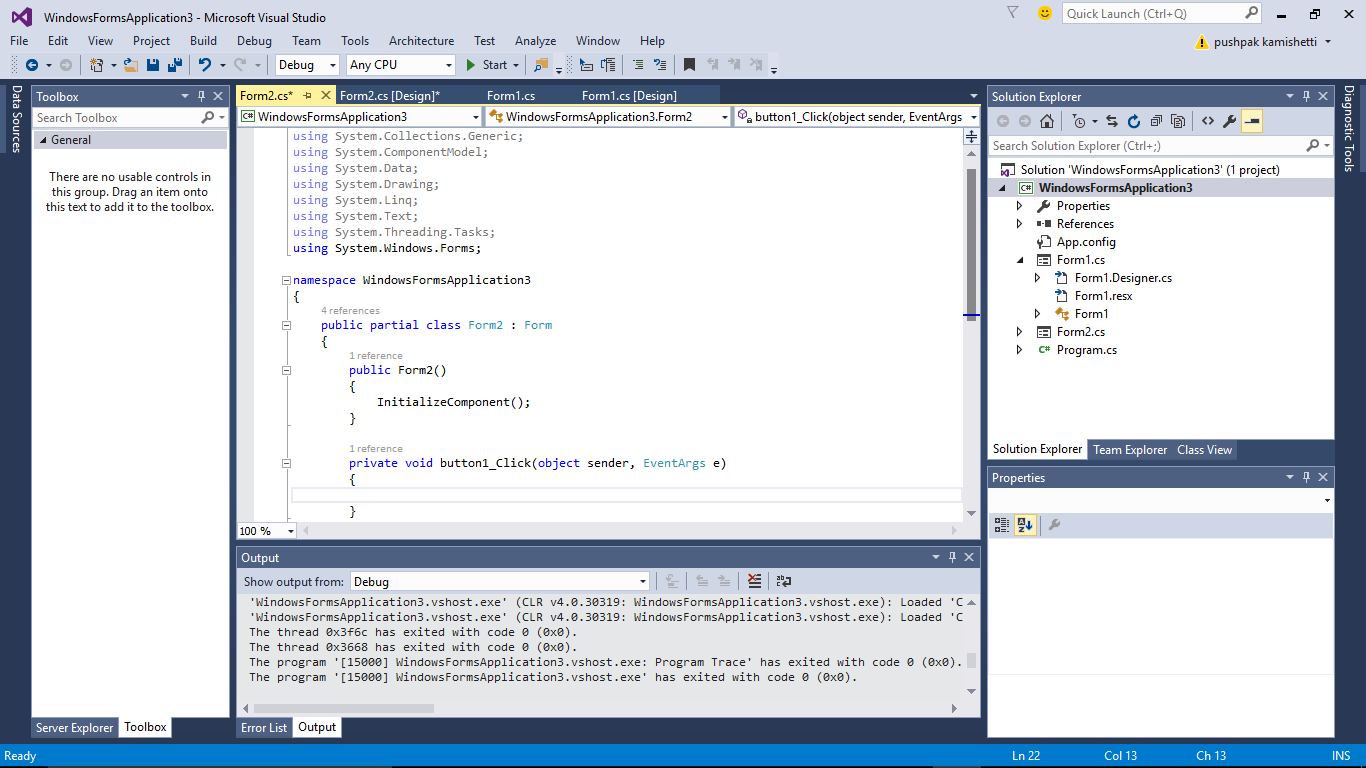 WindowsFormsApplication3 - Microsoft Visual Studio
Quick Launch (Ctrl+Q)
File Edit View Project Build Debug Team Tools Architecture Test Analyze Window Help
pushpak kamishetti
Debug Any CPU Start
Data Sources
Toolbox
Search Toolbox
General
There are no usable controls in
this group. Drag an item onto
this text to add it to the toolbox.
Server Explorer Toolbox
Form2.cs* Form2.cs [Design]* Form1.cs Form1.cs [Design]
WindowsFormsApplication3 WindowsFormsApplication3.Form2 button1_Click(object sender, EventArgs
using System.Collections.Generic;
using System.ComponentModel;
using System.Data;
using System.Drawing;
using System.Linq;
using System.Text;
using System.Threading.Tasks;
using System.Windows.Forms;
namespace WindowsFormsApplication3
{
4 references
public partial class Form2 : Form
{
1 reference
public Form2()
{
InitializeComponent();
}
1 reference
private void button1_Click(object sender, EventArgs e)
{
}
100 %
Output
Show output from: Debug
'WindowsFormsApplication3.vshost.exe' (CLR v4.0.30319: WindowsFormsApplication3.vshost.exe): Loaded 'C
'WindowsFormsApplication3.vshost.exe' (CLR v4.0.30319: WindowsFormsApplication3.vshost.exe): Loaded 'C
The thread 0x3f6c has exited with code 0 (0x0).
The thread 0x3668 has exited with code 0 (0x0).
The program '[15000] WindowsFormsApplication3.vshost.exe: Program Trace' has exited with code 0 (0x0).
The program '[15000] WindowsFormsApplication3.vshost.exe' has exited with code 0 (0x0).
Error List Output
Solution Explorer
Search Solution Explorer (Ctrl+;)
Solution 'WindowsFormsApplication3' (1 project)
C# WindowsFormsApplication3
Properties
References
App.config
Form1.cs
Form1.Designer.cs
Form1.resx
Form1
Form2.cs
C# Program.cs
Solution Explorer Team Explorer Class View
Properties
Diagnostic Tools
Ready Ln 22 Col 13 Ch 13 INS